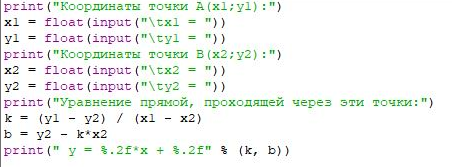 print("Координаты точки A(x1;y1):")
x1 = float(input("\tx1 = "))
y1 = float(input("\ty1 = "))
print("Координаты точки B(x2;y2):")
x2 = float(input("\tx2 = "))
y2 = float(input("\ty2 = "))
print("Уравнение прямой, проходящей через эти точки:")
k = (y1 - y2) / (x1 - x2)
b = y2 - k*x2
print(" y = %.2f*x + %.2f" % (k, b))